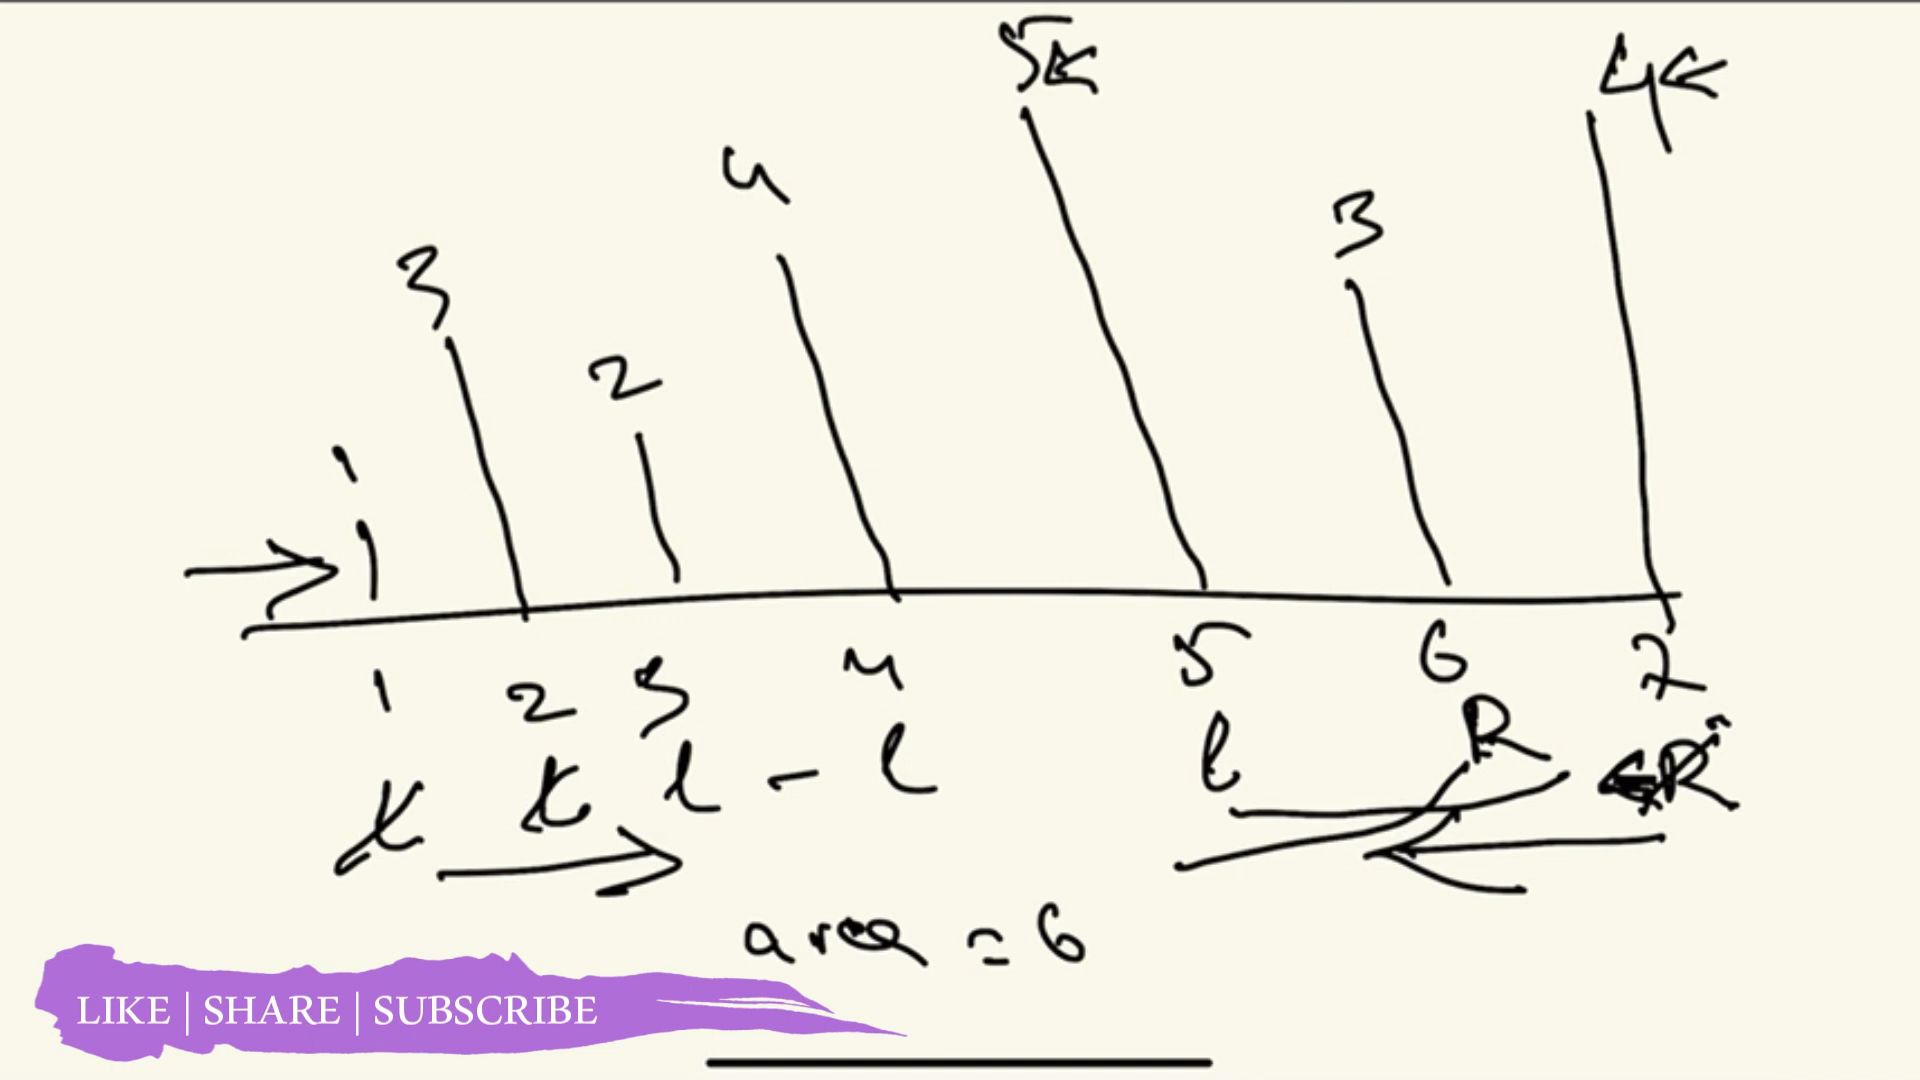 5 4
4
3 3
2
1
1 2 3 4 5 6 7
l l l - l l R R
area = 6
LIKE | SHARE | SUBSCRIBE